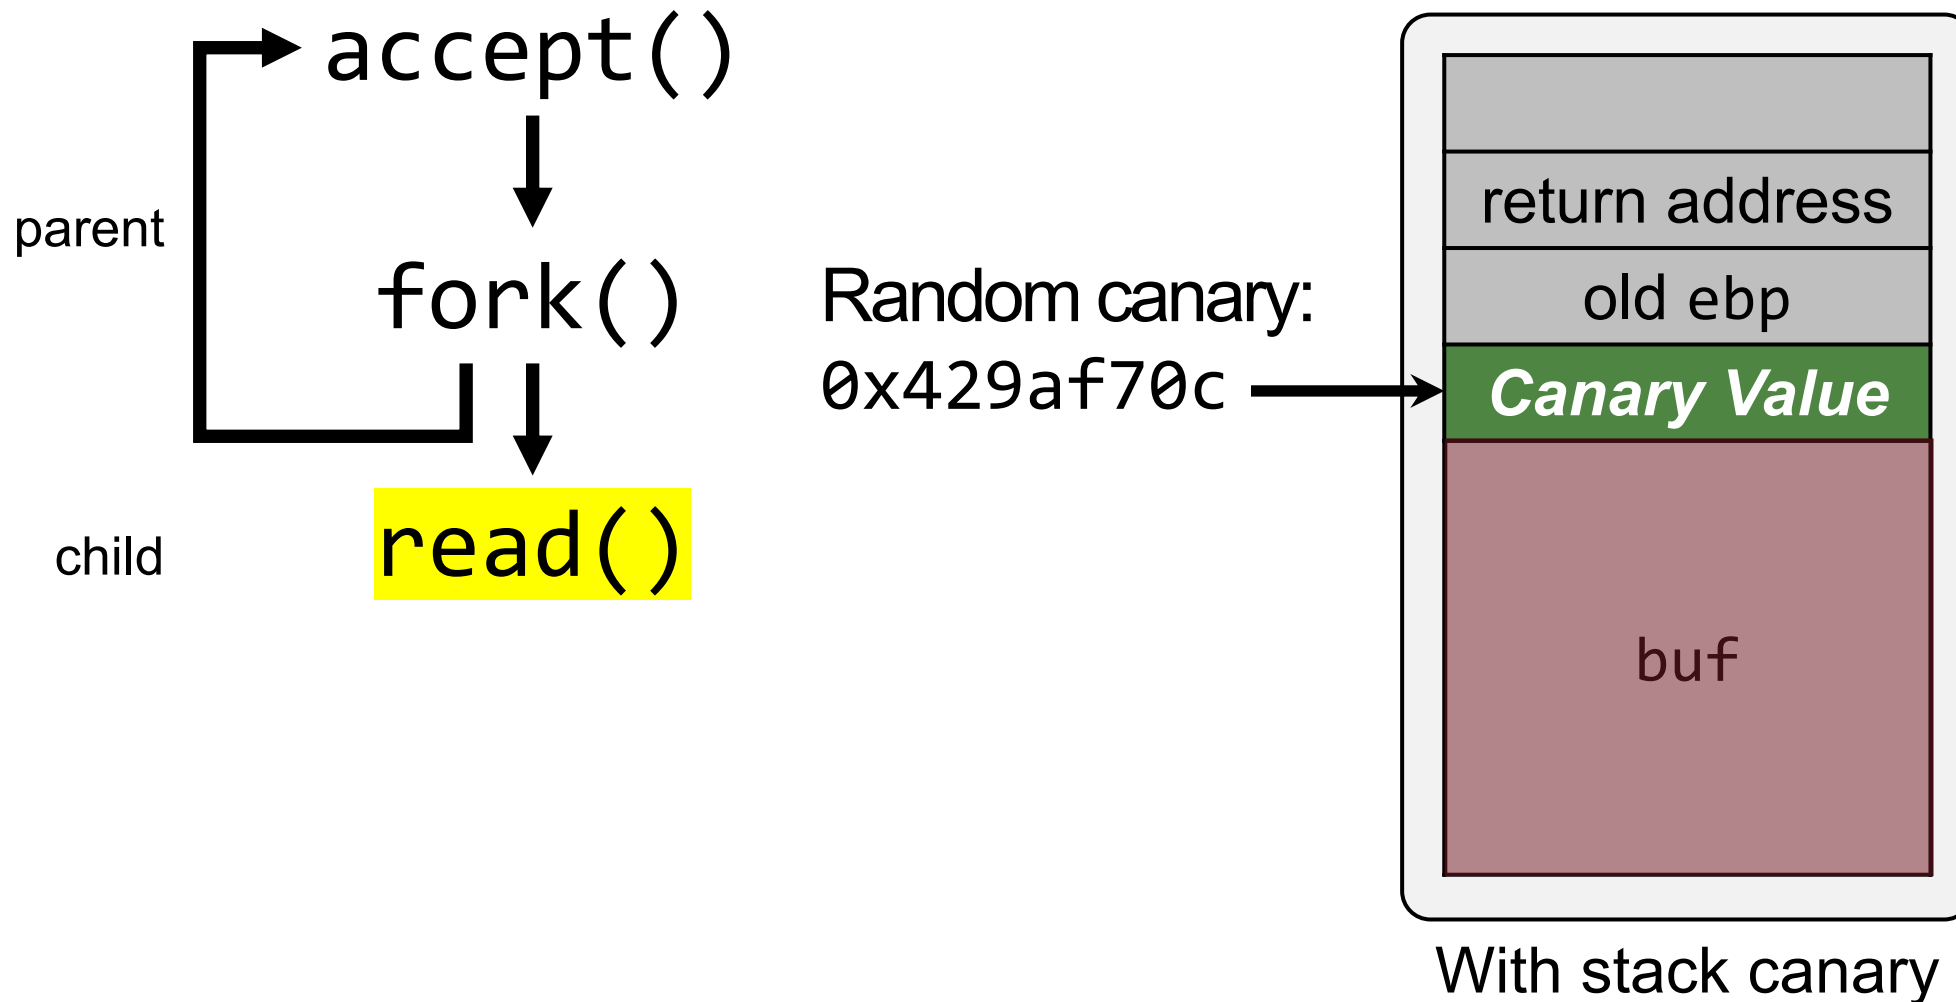 accept()
parent
fork()
child
read()
Random canary:
0x429af70c
return address
old ebp
Canary Value
buf
With stack canary